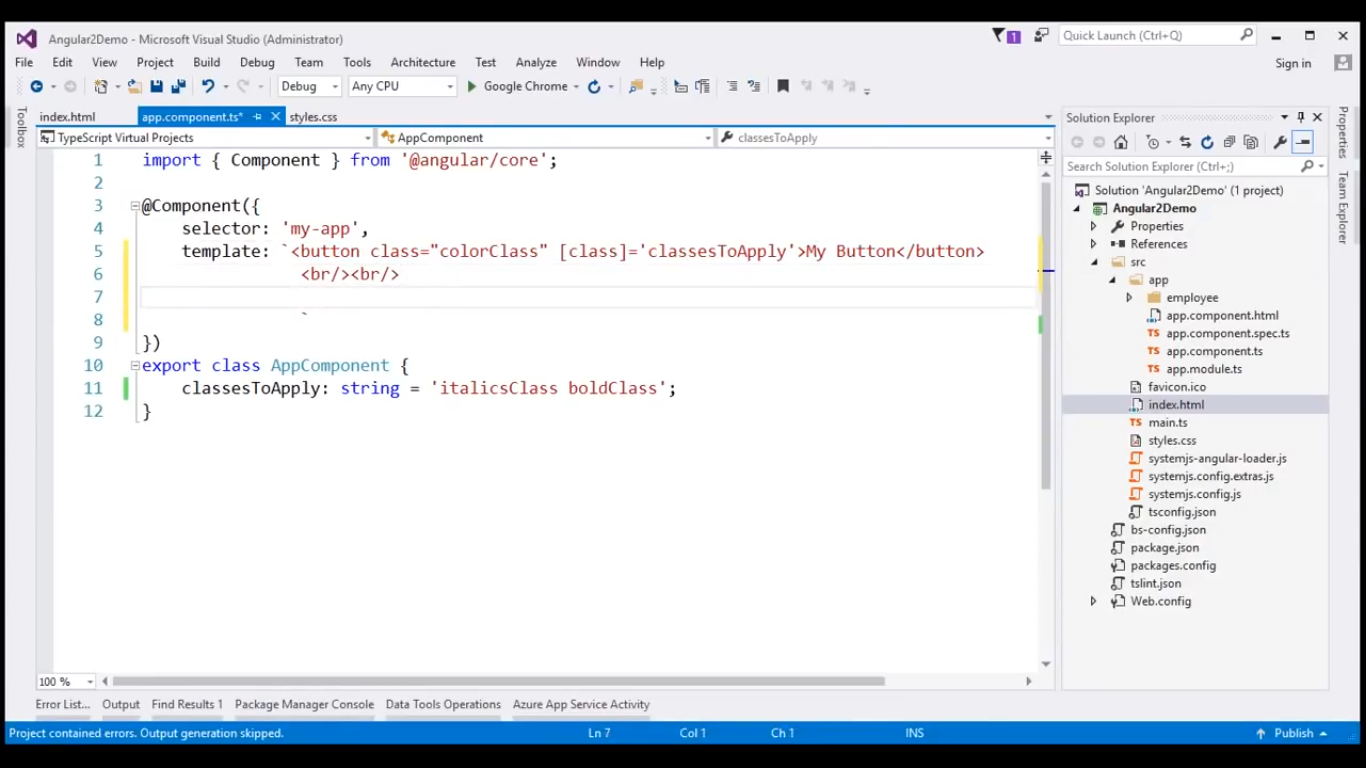 Angular2Demo - Microsoft Visual Studio (Administrator)
1
Quick Launch (Ctrl+Q)
File Edit View Project Build Debug Team Tools Architecture Test Analyze Window Help
Sign in
Debug Any CPU Google Chrome
Toolbox
index.html app.component.ts* styles.css
TypeScript Virtual Projects AppComponent classesToApply
1 import { Component } from '@angular/core';
2
3 @Component({
4 selector: 'my-app',
5 template: `<button class="colorClass" [class]='classesToApply'>My Button</button>
6 <br/><br/>
7
8 `
9 })
10 export class AppComponent {
11 classesToApply: string = 'italicsClass boldClass';
12 }
100 %
Solution Explorer
Search Solution Explorer (Ctrl+;)
Solution 'Angular2Demo' (1 project)
Angular2Demo
Properties
References
src
app
employee
app.component.html
app.component.spec.ts
app.component.ts
app.module.ts
favicon.ico
index.html
main.ts
styles.css
systemjs-angular-loader.js
systemjs.config.extras.js
systemjs.config.js
tsconfig.json
bs-config.json
package.json
packages.config
tslint.json
Web.config
Properties
Team Explorer
Error List... Output Find Results 1 Package Manager Console Data Tools Operations Azure App Service Activity
Project contained errors. Output generation skipped. Ln 7 Col 1 Ch 1 INS Publish